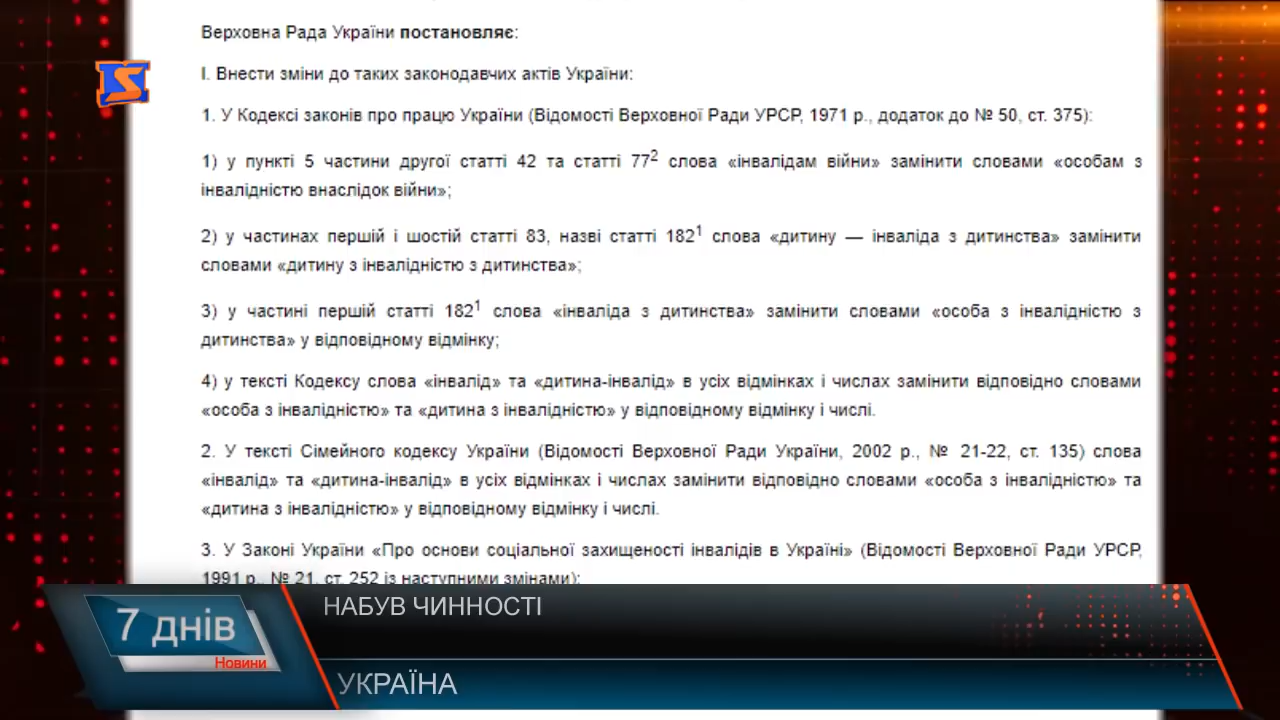 Верховна Рада України постановляє:
I. Внести зміни до таких законодавчих актів України:
1. У Кодексі законів про працю України (Відомості Верховної Ради УРСР, 1971 р., додаток до № 50, ст. 375):
1) у пункті 5 частини другої статті 42 та статті 77² слова «інвалідам війни» замінити словами «особам з
інвалідністю внаслідок війни»;
2) у частинах першій і шостій статті 83, назві статті 182¹ слова «дитину — інваліда з дитинства» замінити
словами «дитину з інвалідністю з дитинства»;
3) у частині першій статті 182¹ слова «інваліда з дитинства» замінити словами «особа з інвалідністю з
дитинства» у відповідному відмінку;
4) у тексті Кодексу слова «інвалід» та «дитина-інвалід» в усіх відмінках і числах замінити відповідно словами
«особа з інвалідністю» та «дитина з інвалідністю» у відповідному відмінку і числі.
2. У тексті Сімейного кодексу України (Відомості Верховної Ради України, 2002 р., № 21-22, ст. 135) слова
«інвалід» та «дитина-інвалід» в усіх відмінках і числах замінити відповідно словами «особа з інвалідністю» та
«дитина з інвалідністю» у відповідному відмінку і числі.
3. У Законі України «Про основи соціальної захищеності інвалідів в Україні» (Відомості Верховної Ради УРСР,
1991 р., № 21, ст. 252 із наступними змінами):
НАБУВ ЧИННОСТІ
7 днів
Новини
УКРАЇНА